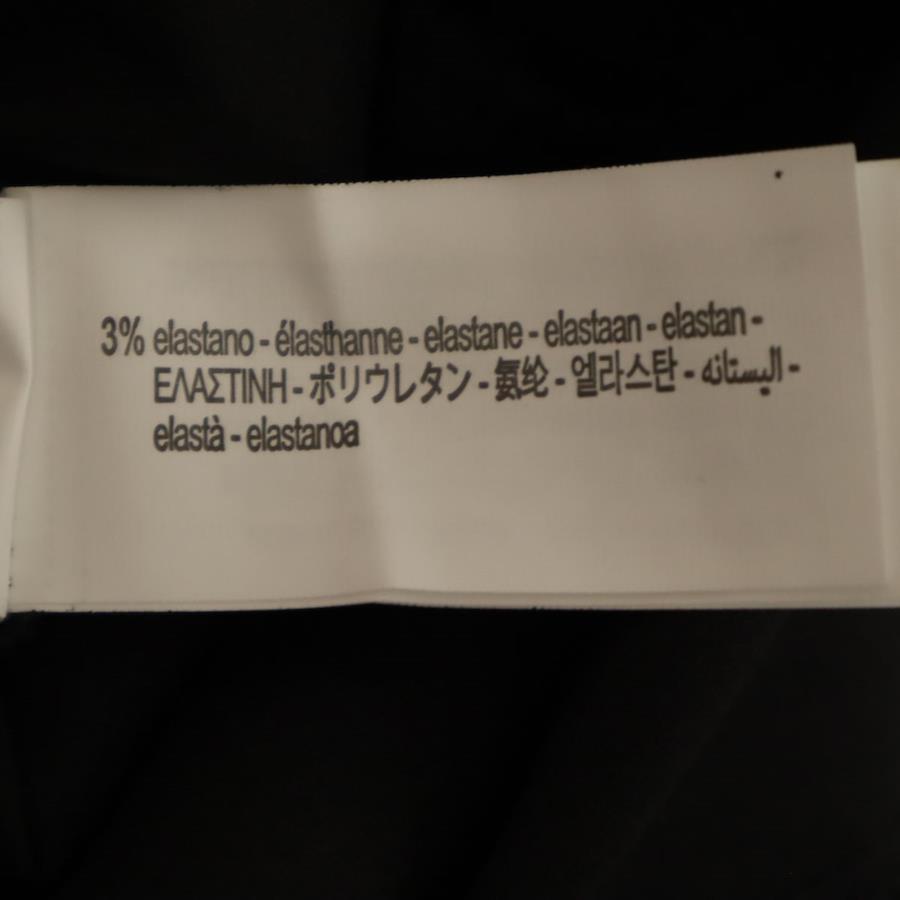 3% elastano - élasthanne - elastane - elastaan - elastan -
ΕΛΑΣΤΙΝΗ - ポリウレタン - 氨纶 - 엘라스탄 - اليستانه -
elastà - elastanoa